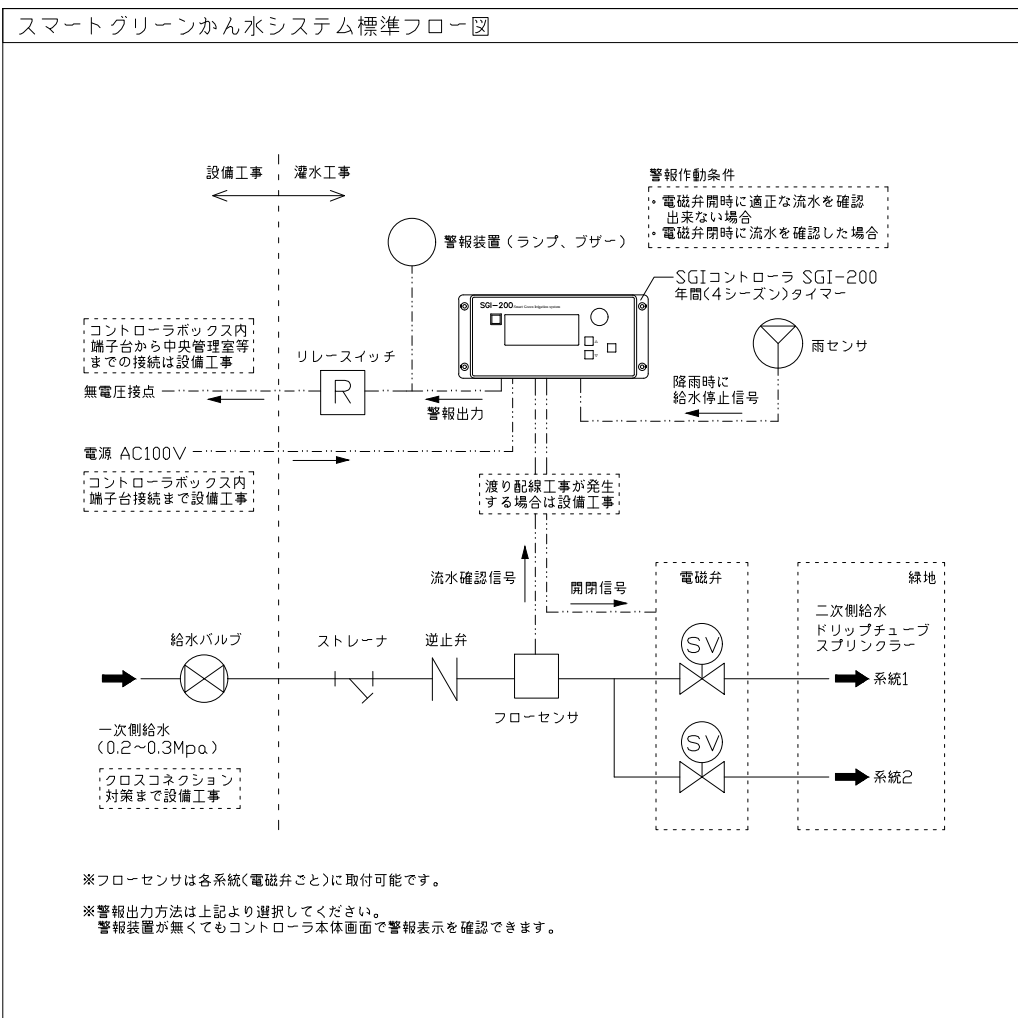 スマートグリーンかん水システム標準フロー図
設備工事
灌水工事
警報作動条件
・電磁弁開時に適正な流水を確認
出来ない場合
・電磁弁閉時に流水を確認した場合
警報装置（ランプ、ブザー）
SGIコントローラ SGI-200
年間(4シーズン)タイマー
SGI-200 Smart Green Irrigation system
コントローラボックス内
端子台から中央管理室等
までの接続は設備工事
リレースイッチ
雨センサ
無電圧接点
R
警報出力
降雨時に
給水停止信号
電源 AC100V
コントローラボックス内
端子台接続まで設備工事
渡り配線工事が発生
する場合は設備工事
流水確認信号
開閉信号
電磁弁
緑地
二次側給水
ドリップチューブ
スプリンクラー
給水バルブ
ストレーナ
逆止弁
SV
系統1
フローセンサ
一次側給水
(0.2~0.3Mpa)
SV
系統2
クロスコネクション
対策まで設備工事
※フローセンサは各系統(電磁弁ごと)に取付可能です。
※警報出力方法は上記より選択してください。
警報装置が無くてもコントローラ本体画面で警報表示を確認できます。